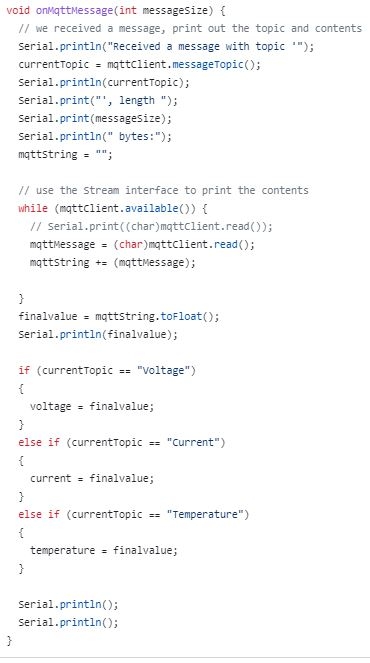 void onMqttMessage(int messageSize) {
  // we received a message, print out the topic and contents
  Serial.println("Received a message with topic '");
  currentTopic = mqttClient.messageTopic();
  Serial.println(currentTopic);
  Serial.print("', length ");
  Serial.print(messageSize);
  Serial.println(" bytes:");
  mqttString = "";
  // use the Stream interface to print the contents
  while (mqttClient.available()) {
    // Serial.print((char)mqttClient.read());
    mqttMessage = (char)mqttClient.read();
    mqttString += (mqttMessage);
  }
  finalvalue = mqttString.toFloat();
  Serial.println(finalvalue);
  if (currentTopic == "Voltage")
  {
    voltage = finalvalue;
  }
  else if (currentTopic == "Current")
  {
    current = finalvalue;
  }
  else if (currentTopic == "Temperature")
  {
    temperature = finalvalue;
  }
  Serial.println();
  Serial.println();
}